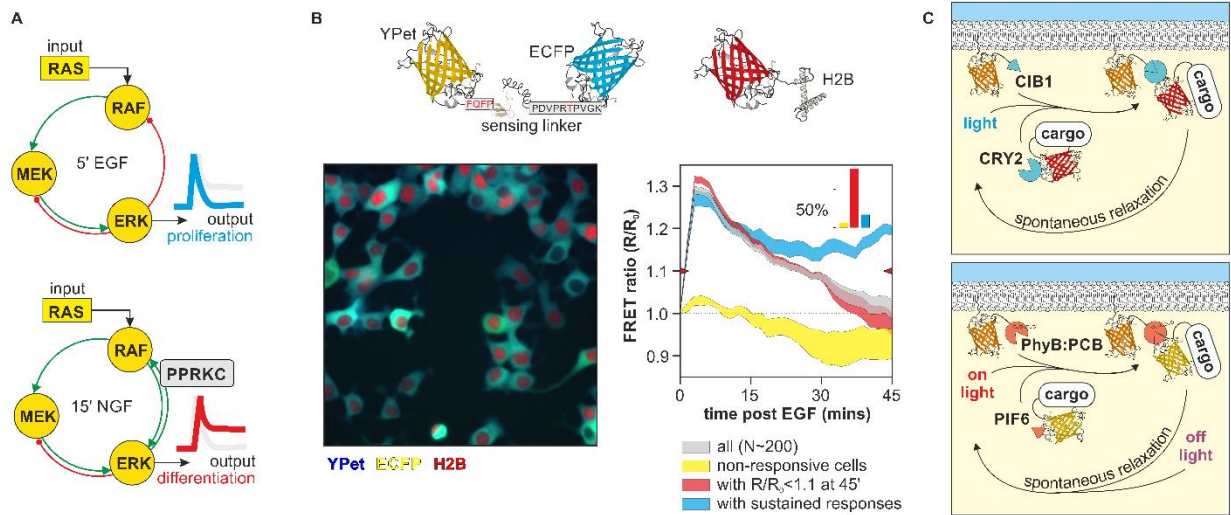 A
input
RAS
RAF
5' EGF
MEK
ERK
output
proliferation
input
RAS
RAF
PPRKC
15' NGF
MEK
ERK
output
differentiation
B
YPet
ECFP
H2B
FQFP
PDVPRTPVGK
sensing linker
YPet ECFP H2B
FRET ratio (R/R0)
1.3
1.2
1.1
1.0
0.9
50%
0 15 30 45
time post EGF (mins)
all (N~200)
non-responsive cells
with R/R0<1.1 at 45'
with sustained responses
C
CIB1
cargo
light
cargo
CRY2
spontaneous relaxation
PhyB:PCB
cargo
on
light
cargo
PIF6
off
light
spontaneous relaxation